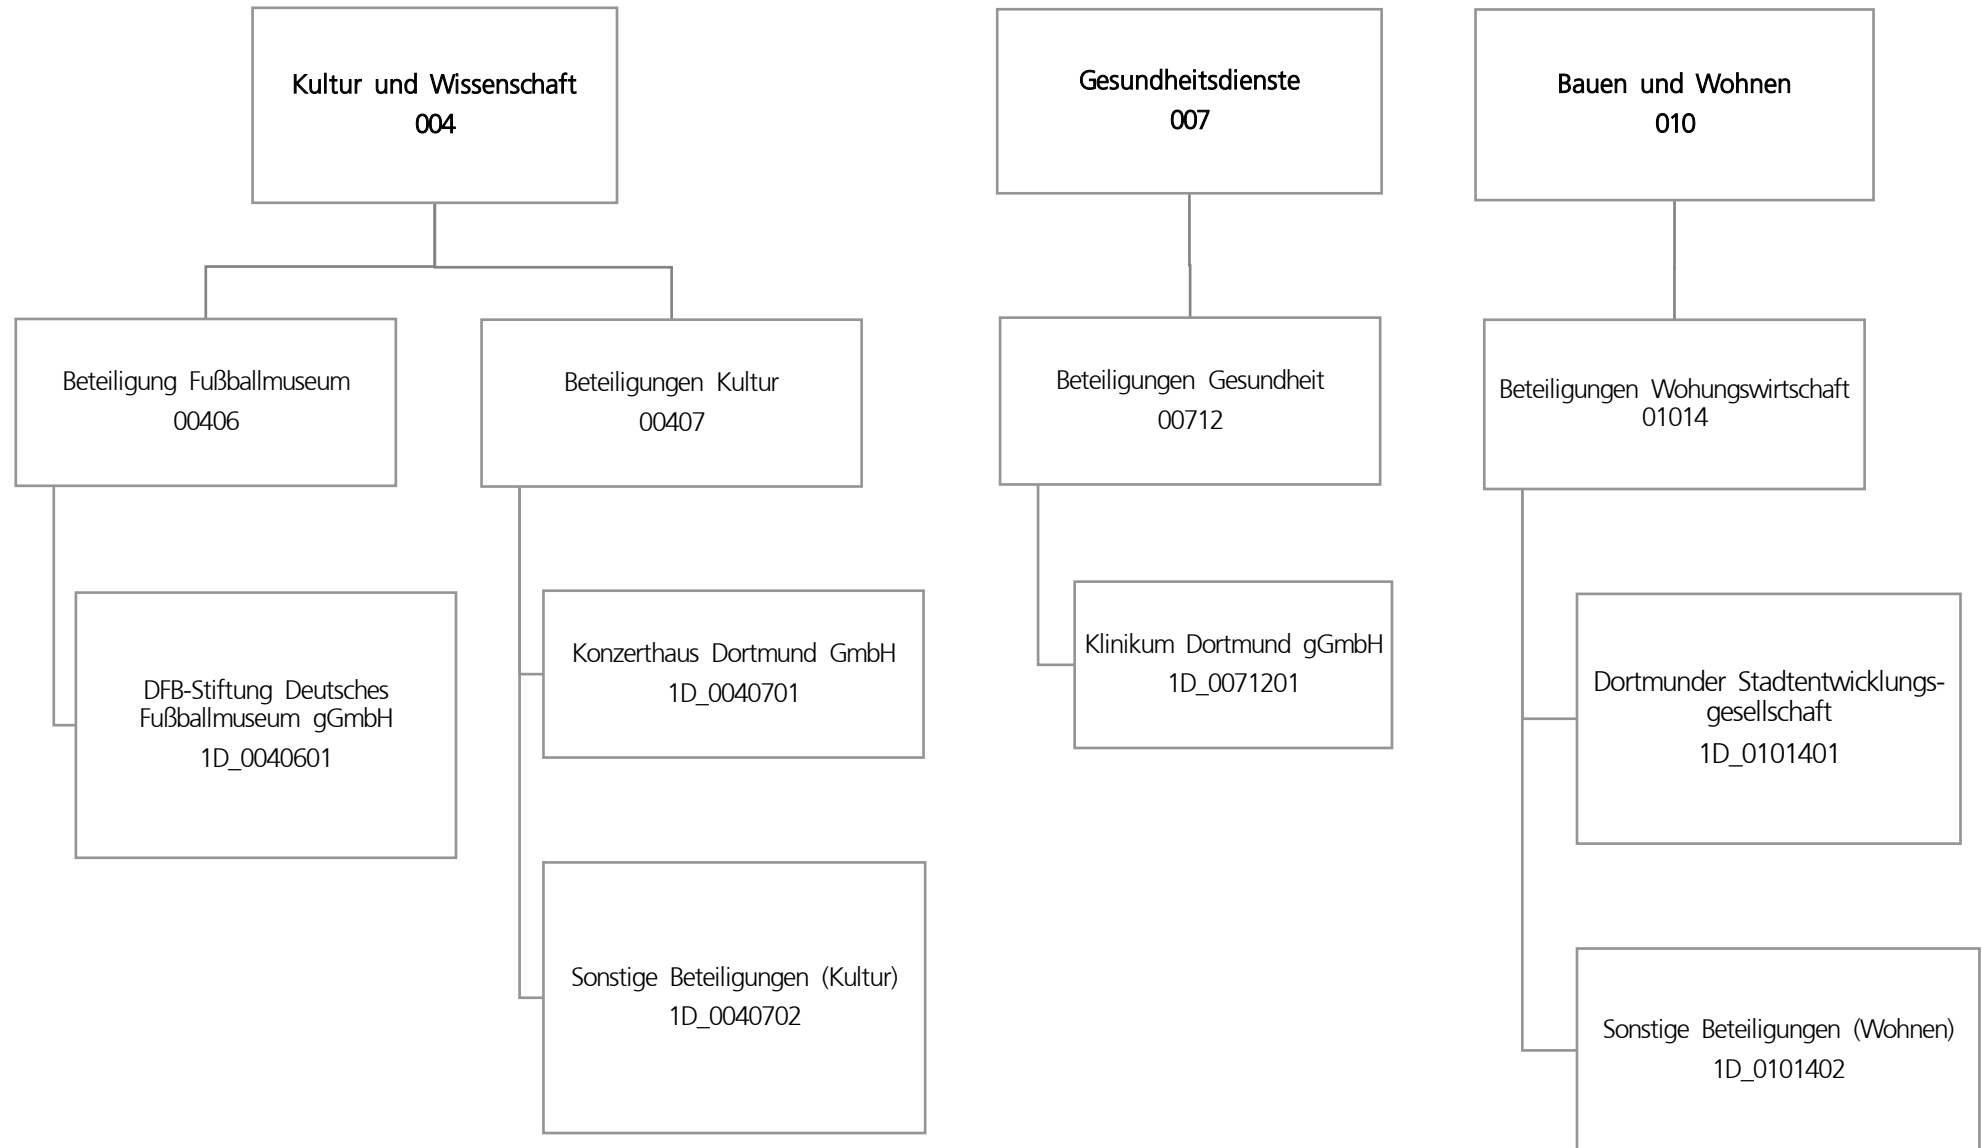 Kultur und Wissenschaft
004
Gesundheitsdienste
007
Bauen und Wohnen
010
Beteiligung Fußballmuseum
00406
Beteiligungen Kultur
00407
Beteiligungen Gesundheit
00712
Beteiligungen Wohungswirtschaft
01014
DFB-Stiftung Deutsches
Fußballmuseum gGmbH
1D_0040601
Konzerthaus Dortmund GmbH
1D_0040701
Klinikum Dortmund gGmbH
1D_0071201
Dortmunder Stadtentwicklungs-
gesellschaft
1D_0101401
Sonstige Beteiligungen (Kultur)
1D_0040702
Sonstige Beteiligungen (Wohnen)
1D_0101402